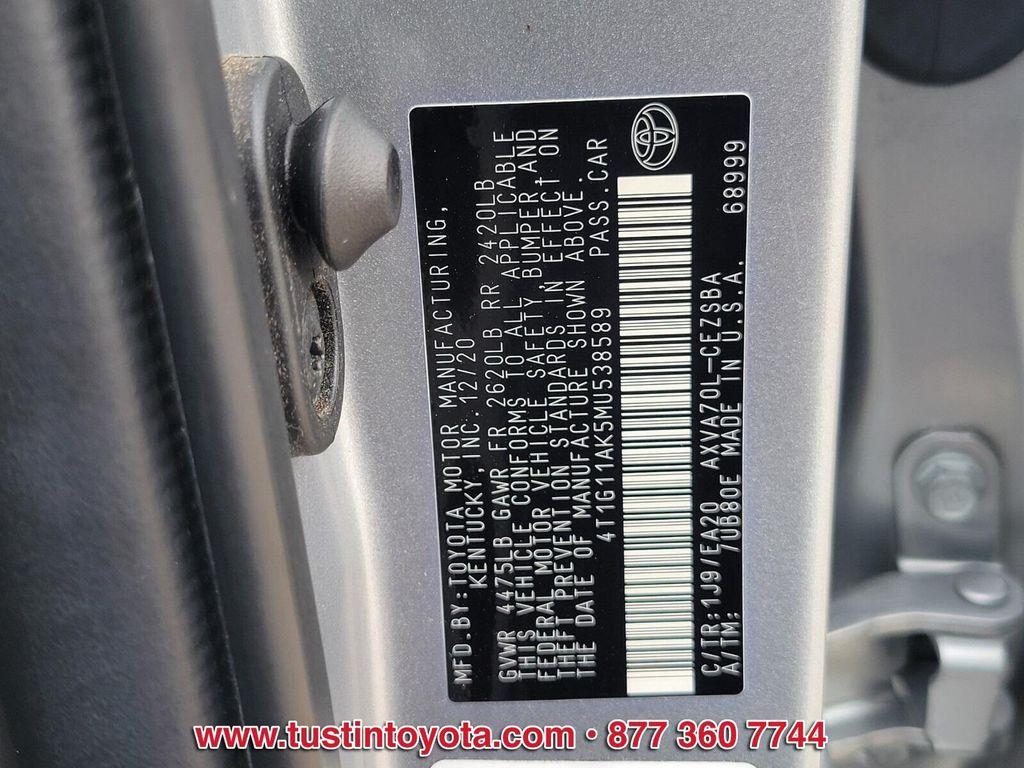 MFD.BY:TOYOTA MOTOR MANUFACTURING,
KENTUCKY,INC. 12/20
GVWR 4475LB GAWR FR 2620LB RR 2420LB
THIS VEHICLE CONFORMS TO ALL APPLICABLE
FEDERAL MOTOR VEHICLE SAFETY, BUMPER, AND
THEFT PREVENTION STANDARDS IN EFFECT ON
THE DATE OF MANUFACTURE SHOWN ABOVE.
4T1G11AK5MU538589 PASS.CAR
C/TR:1J9/EA20 AXVA70L-CEZSBA 68999
A/TM: /UB80E MADE IN U.S.A.
www.tustintoyota.com • 877 360 7744